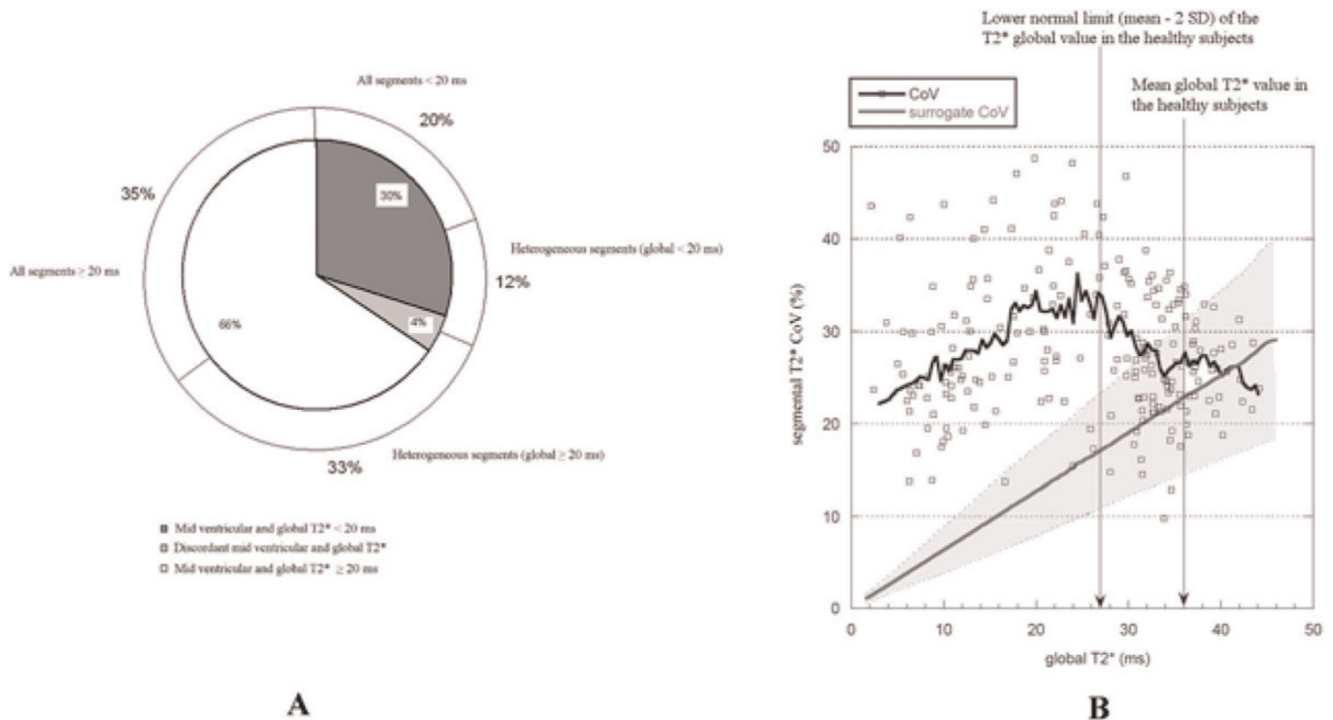 All segments < 20 ms
20%
35%
30%
Heterogeneous segments (global < 20 ms)
All segments ≥ 20 ms
12%
66%
4%
33%
Heterogeneous segments (global ≥ 20 ms)
Mid ventricular and global T2* < 20 ms
Discordant mid ventricular and global T2*
Mid ventricular and global T2* ≥ 20 ms
A
Lower normal limit (mean - 2 SD) of the
T2* global value in the healthy subjects
Mean global T2* value in
the healthy subjects
CoV
surrogate CoV
segmental T2* CoV (%)
50
40
30
20
10
0
0 10 20 30 40 50
global T2* (ms)
B